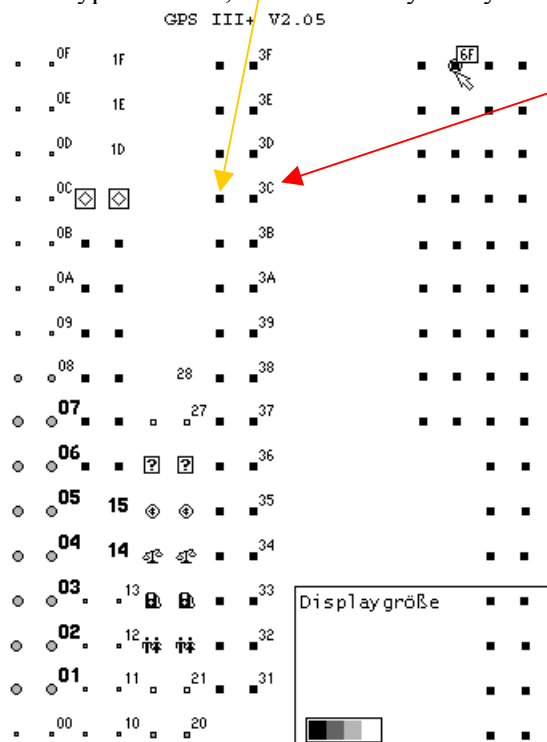 GPS III+ V2.05
0F 1F 3F 6F
0E 1E 3E
0D 1D 3D
0C 3C
0B 3B
0A 3A
09 39
08 28 38
07 27 37
06 ? ? 36
05 15 35
04 14 34
03 13 33
Displaygröße
02 12 32
01 11 21 31
00 10 20